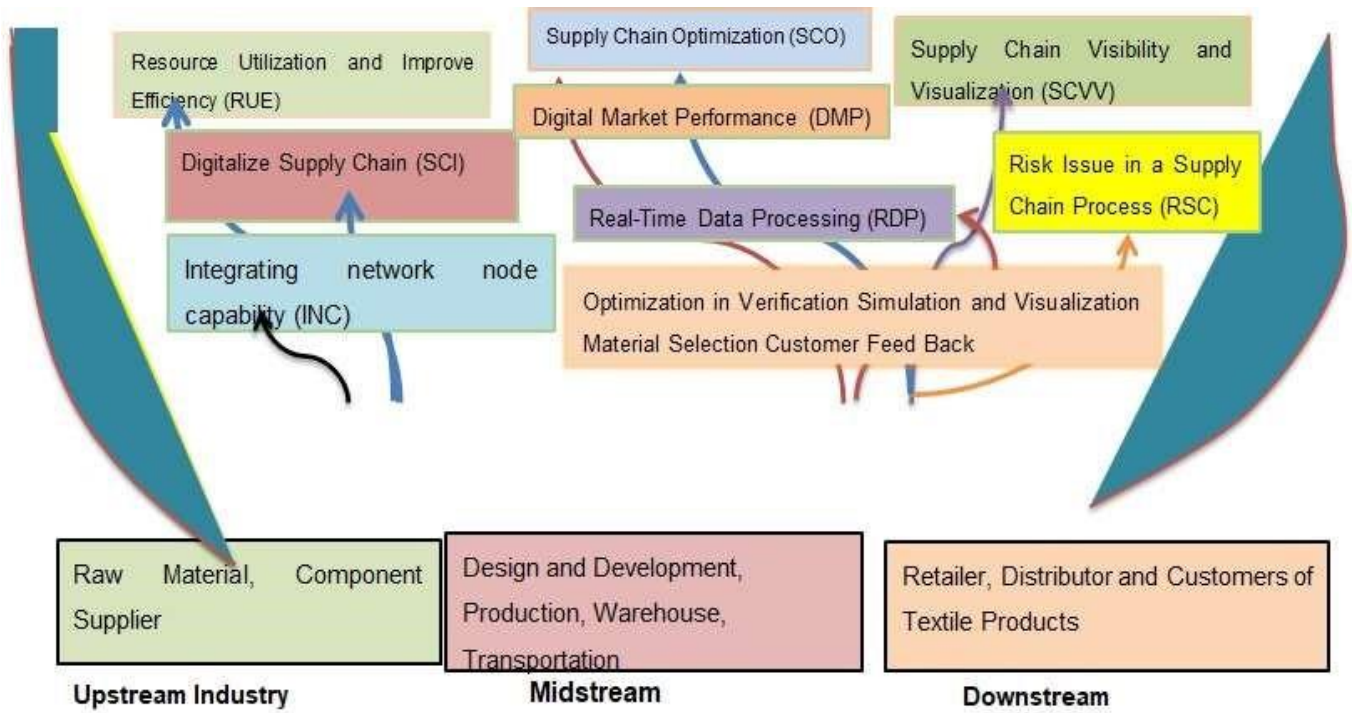 Resource Utilization and Improve
Efficiency (RUE)
Supply Chain Optimization (SCO)
Supply Chain Visibility and
Visualization (SCVV)
Digital Market Performance (DMP)
Digitalize Supply Chain (SCI)
Risk Issue in a Supply
Chain Process (RSC)
Real-Time Data Processing (RDP)
Integrating network node
capability (INC)
Optimization in Verification Simulation and Visualization
Material Selection Customer Feed Back
Raw Material, Component
Supplier
Design and Development,
Production, Warehouse,
Transportation
Retailer, Distributor and Customers of
Textile Products
Upstream Industry
Midstream
Downstream